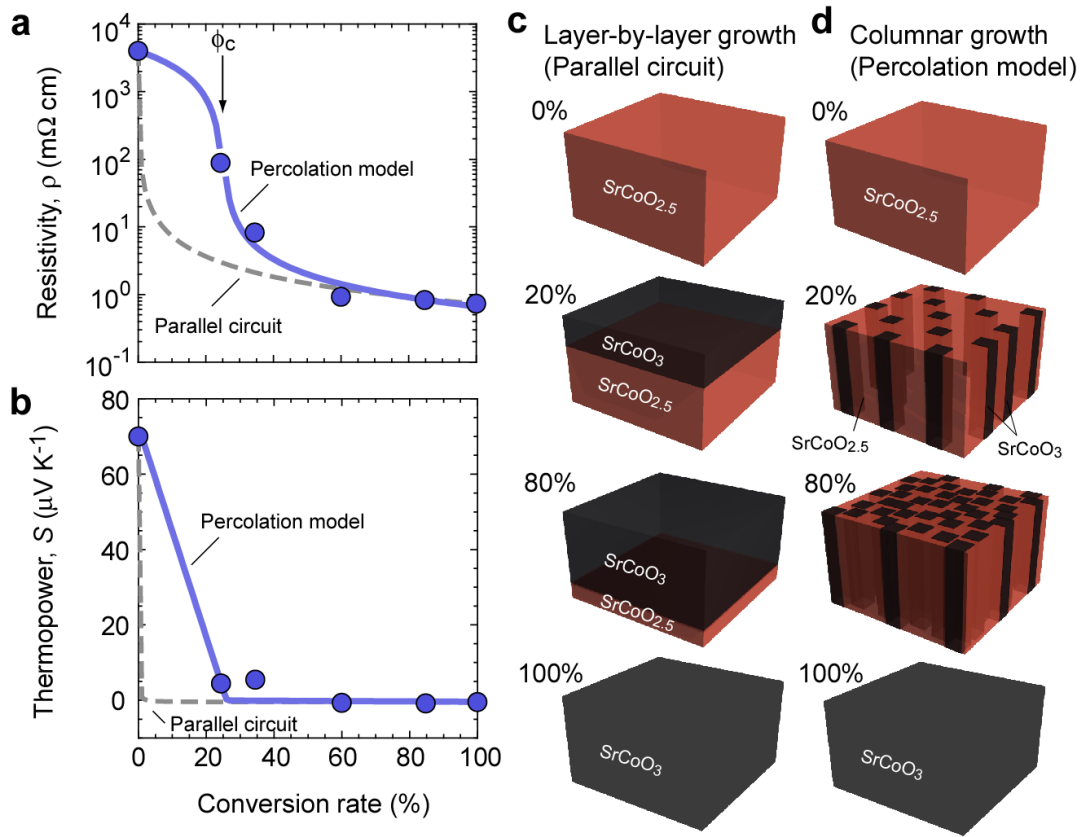 a
10⁴
10³
10²
10¹
10⁰
10⁻¹
Resistivity, ρ (mΩ cm)
ϕc
Percolation model
Parallel circuit
b
80
60
40
20
0
Thermopower, S (μV K⁻¹)
Percolation model
Parallel circuit
0
20
40
60
80
100
Conversion rate (%)
c
Layer-by-layer growth
(Parallel circuit)
0%
SrCoO₂.₅
20%
SrCoO₃
SrCoO₂.₅
80%
SrCoO₃
SrCoO₂.₅
100%
SrCoO₃
d
Columnar growth
(Percolation model)
0%
SrCoO₂.₅
20%
SrCoO₂.₅
SrCoO₃
80%
100%
SrCoO₃